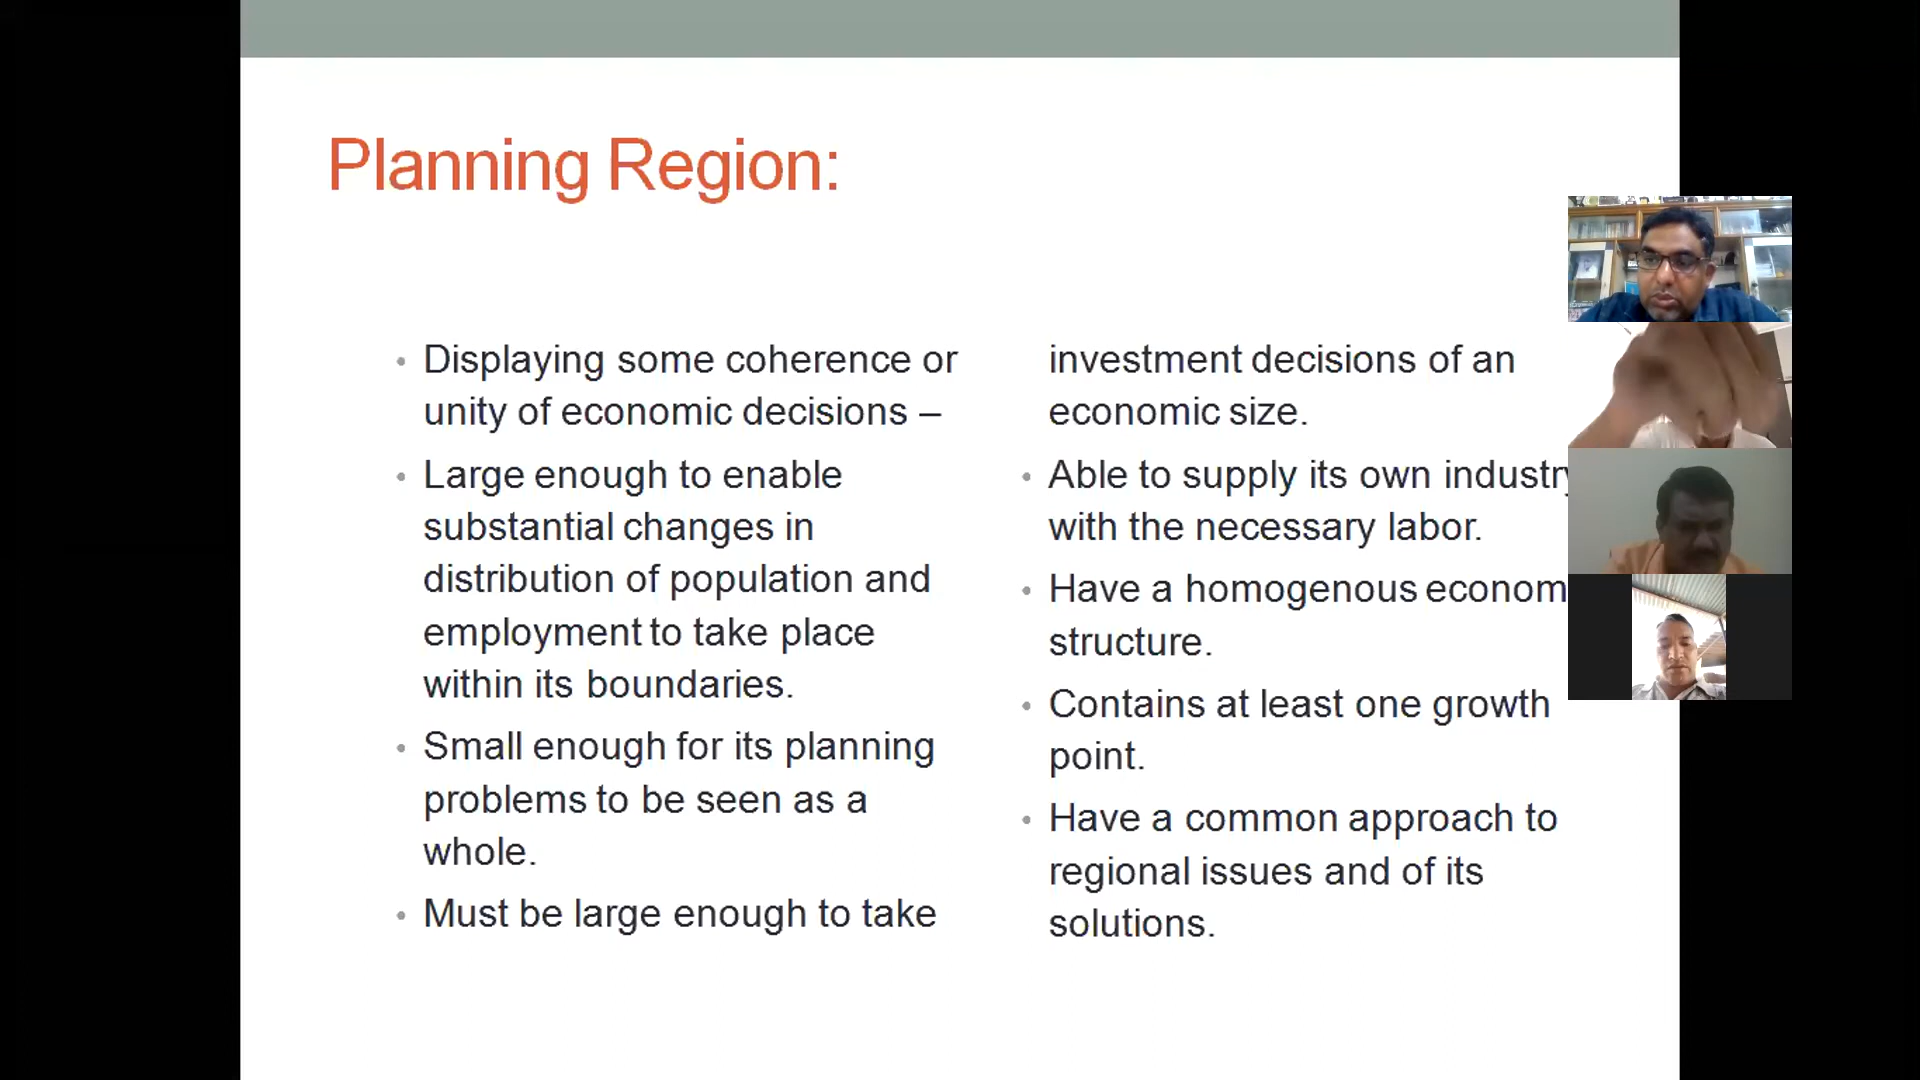 Planning Region:
• Displaying some coherence or
unity of economic decisions –
• Large enough to enable
substantial changes in
distribution of population and
employment to take place
within its boundaries.
• Small enough for its planning
problems to be seen as a
whole.
• Must be large enough to take
investment decisions of an
economic size.
• Able to supply its own industry
with the necessary labor.
• Have a homogenous econom
structure.
• Contains at least one growth
point.
• Have a common approach to
regional issues and of its
solutions.